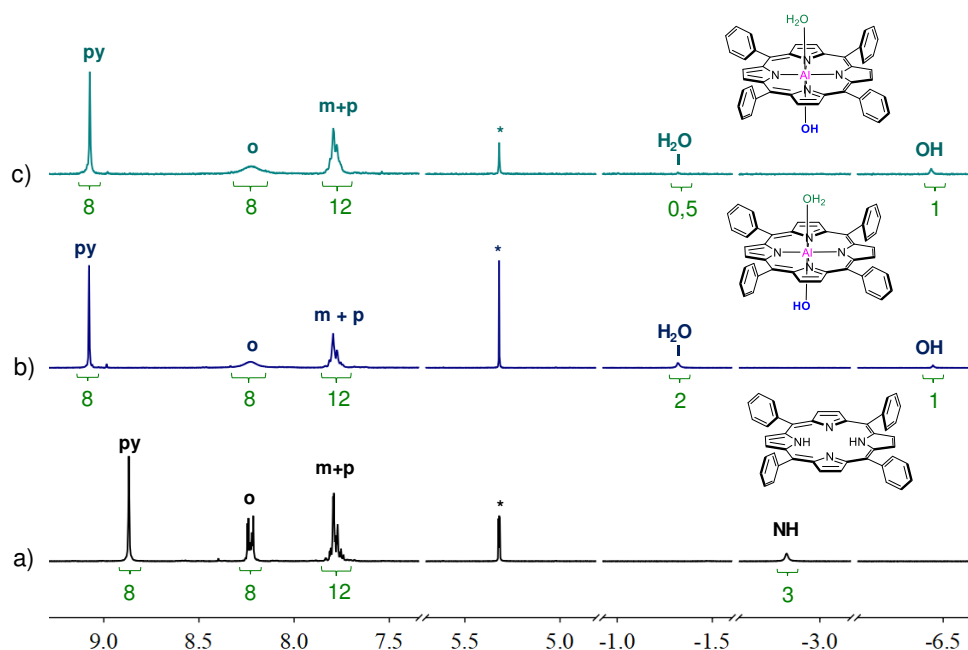 H₂O
N
N Al N
N
OH
py
o
m+p
*
H₂O
OH
c)
8
8
12
0,5
1
OH₂
N
N Al N
N
HO
py
o
m + p
*
H₂O
OH
b)
8
8
12
2
1
N
NH HN
N
py
o
m+p
*
NH
a)
8
8
12
3
9.0 8.5 8.0 7.5 5.5 5.0 -1.0 -1.5 -3.0 -6.5